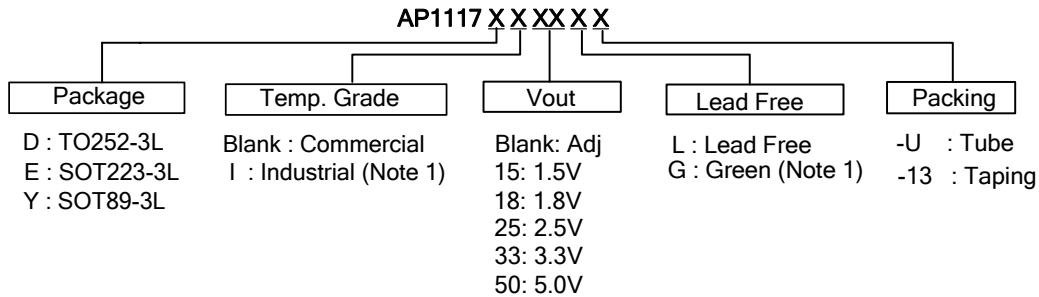 AP1117 X X XX X X
Package
Temp. Grade
Vout
Lead Free
Packing
D : TO252-3L
E : SOT223-3L
Y : SOT89-3L
Blank : Commercial
I : Industrial (Note 1)
Blank: Adj
15: 1.5V
18: 1.8V
25: 2.5V
33: 3.3V
50: 5.0V
L : Lead Free
G : Green (Note 1)
-U : Tube
-13 : Taping